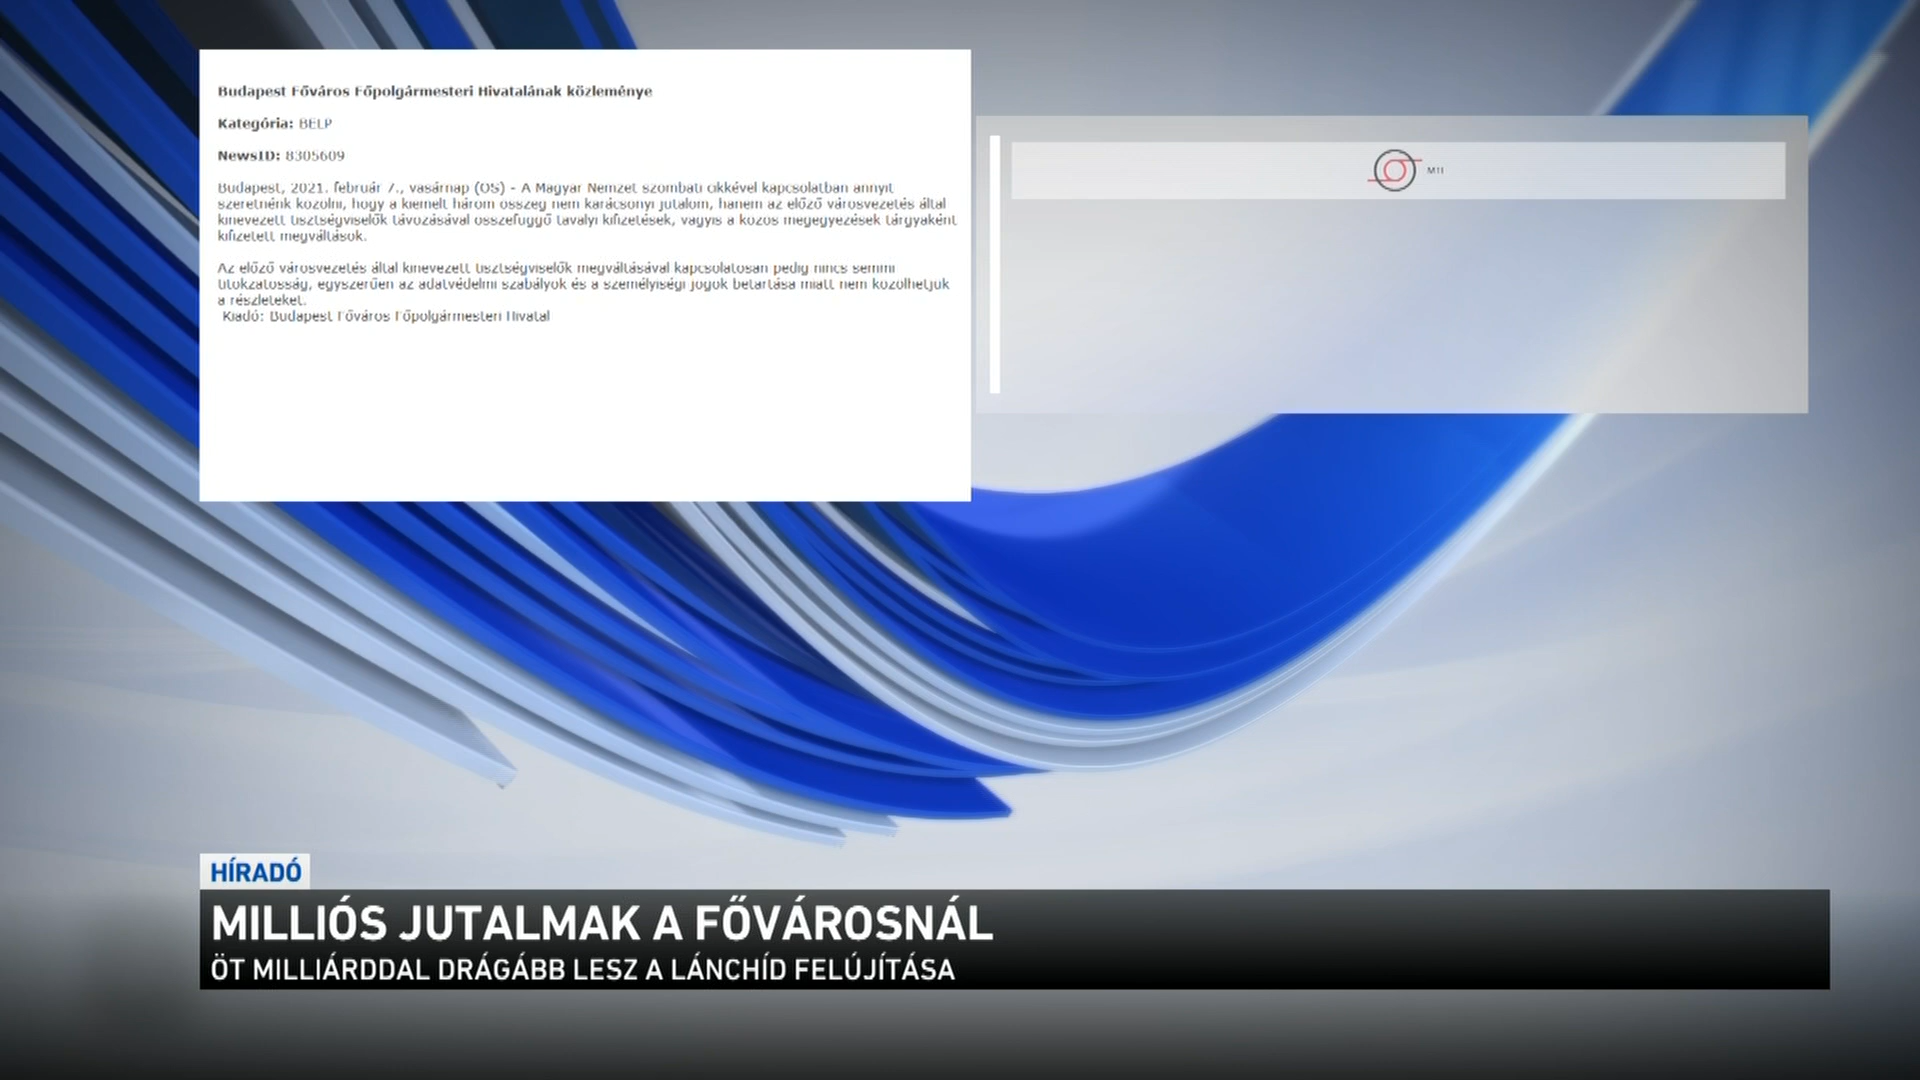 Budapest Főváros Főpolgármesteri Hivatalának közleménye
Kategória: BELP
NewsID: 8305609
Budapest, 2021. február 7., vasárnap (OS) - A Magyar Nemzet szombati cikkével kapcsolatban annyit
szeretnénk közölni, hogy a kiemelt három összeg nem karácsonyi jutalom, hanem az előző városvezetés által
kinevezett tisztségviselők távozásával összefüggő tavalyi kifizetések, vagyis a közös megegyezések tárgyaként
kifizetett megváltások.
Az előző városvezetés által kinevezett tisztségviselők megváltásával kapcsolatosan pedig nincs semmi
titokzatosság, egyszerűen az adatvédelmi szabályok és a személyiségi jogok betartása miatt nem közölhetjük
a részleteket.
Kiadó: Budapest Főváros Főpolgármesteri Hivatal
MTI
HÍRADÓ
MILLIÓS JUTALMAK A FŐVÁROSNÁL
ÖT MILLIÁRDDAL DRÁGÁBB LESZ A LÁNCHÍD FELÚJÍTÁSA